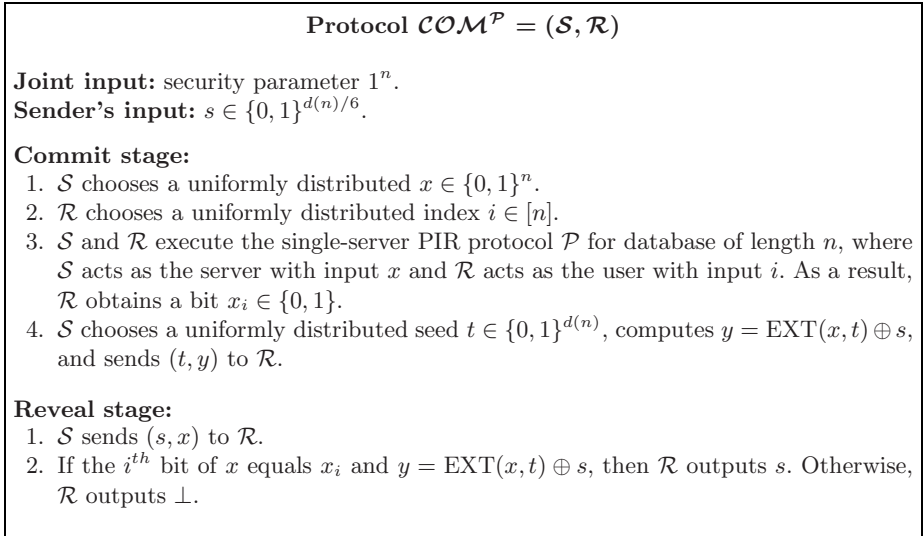 Protocol 𝒞𝒪ℳ^𝒫 = (𝒮, ℛ)
Joint input: security parameter 1ⁿ.
Sender's input: s ∈ {0, 1}^{d(n)/6}.
Commit stage:
1. 𝒮 chooses a uniformly distributed x ∈ {0, 1}ⁿ.
2. ℛ chooses a uniformly distributed index i ∈ [n].
3. 𝒮 and ℛ execute the single-server PIR protocol 𝒫 for database of length n, where
𝒮 acts as the server with input x and ℛ acts as the user with input i. As a result,
ℛ obtains a bit xᵢ ∈ {0, 1}.
4. 𝒮 chooses a uniformly distributed seed t ∈ {0, 1}^{d(n)}, computes y = EXT(x, t) ⊕ s,
and sends (t, y) to ℛ.
Reveal stage:
1. 𝒮 sends (s, x) to ℛ.
2. If the i^{th} bit of x equals xᵢ and y = EXT(x, t) ⊕ s, then ℛ outputs s. Otherwise,
ℛ outputs ⊥.